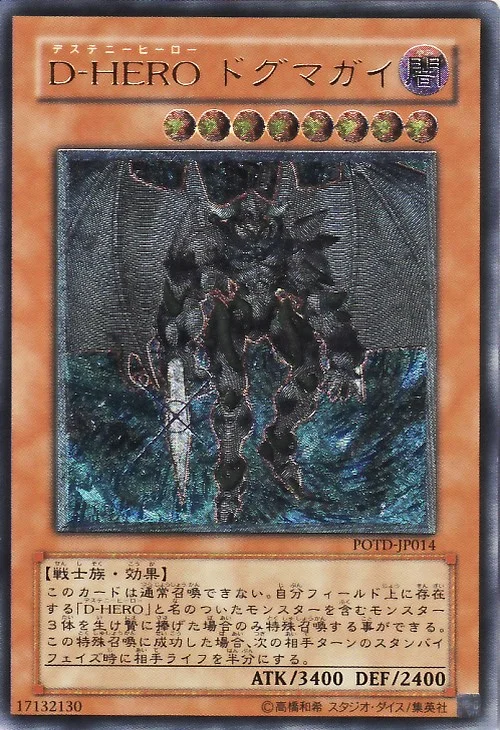 デステニーヒーロー
D-HERO ドグマガイ
闇
POTD-JP014
【戦士族・効果】
このカードは通常召喚できない。自分フィールド上に存在
する「D-HERO」と名のついたモンスターを含むモンスター
3体を生け贄に捧げた場合のみ特殊召喚する事ができる。
この特殊召喚に成功した場合、次の相手ターンのスタンバイ
フェイズ時に相手ライフを半分にする。
ATK/3400 DEF/2400
17132130
©高橋和希 スタジオ・ダイス/集英社